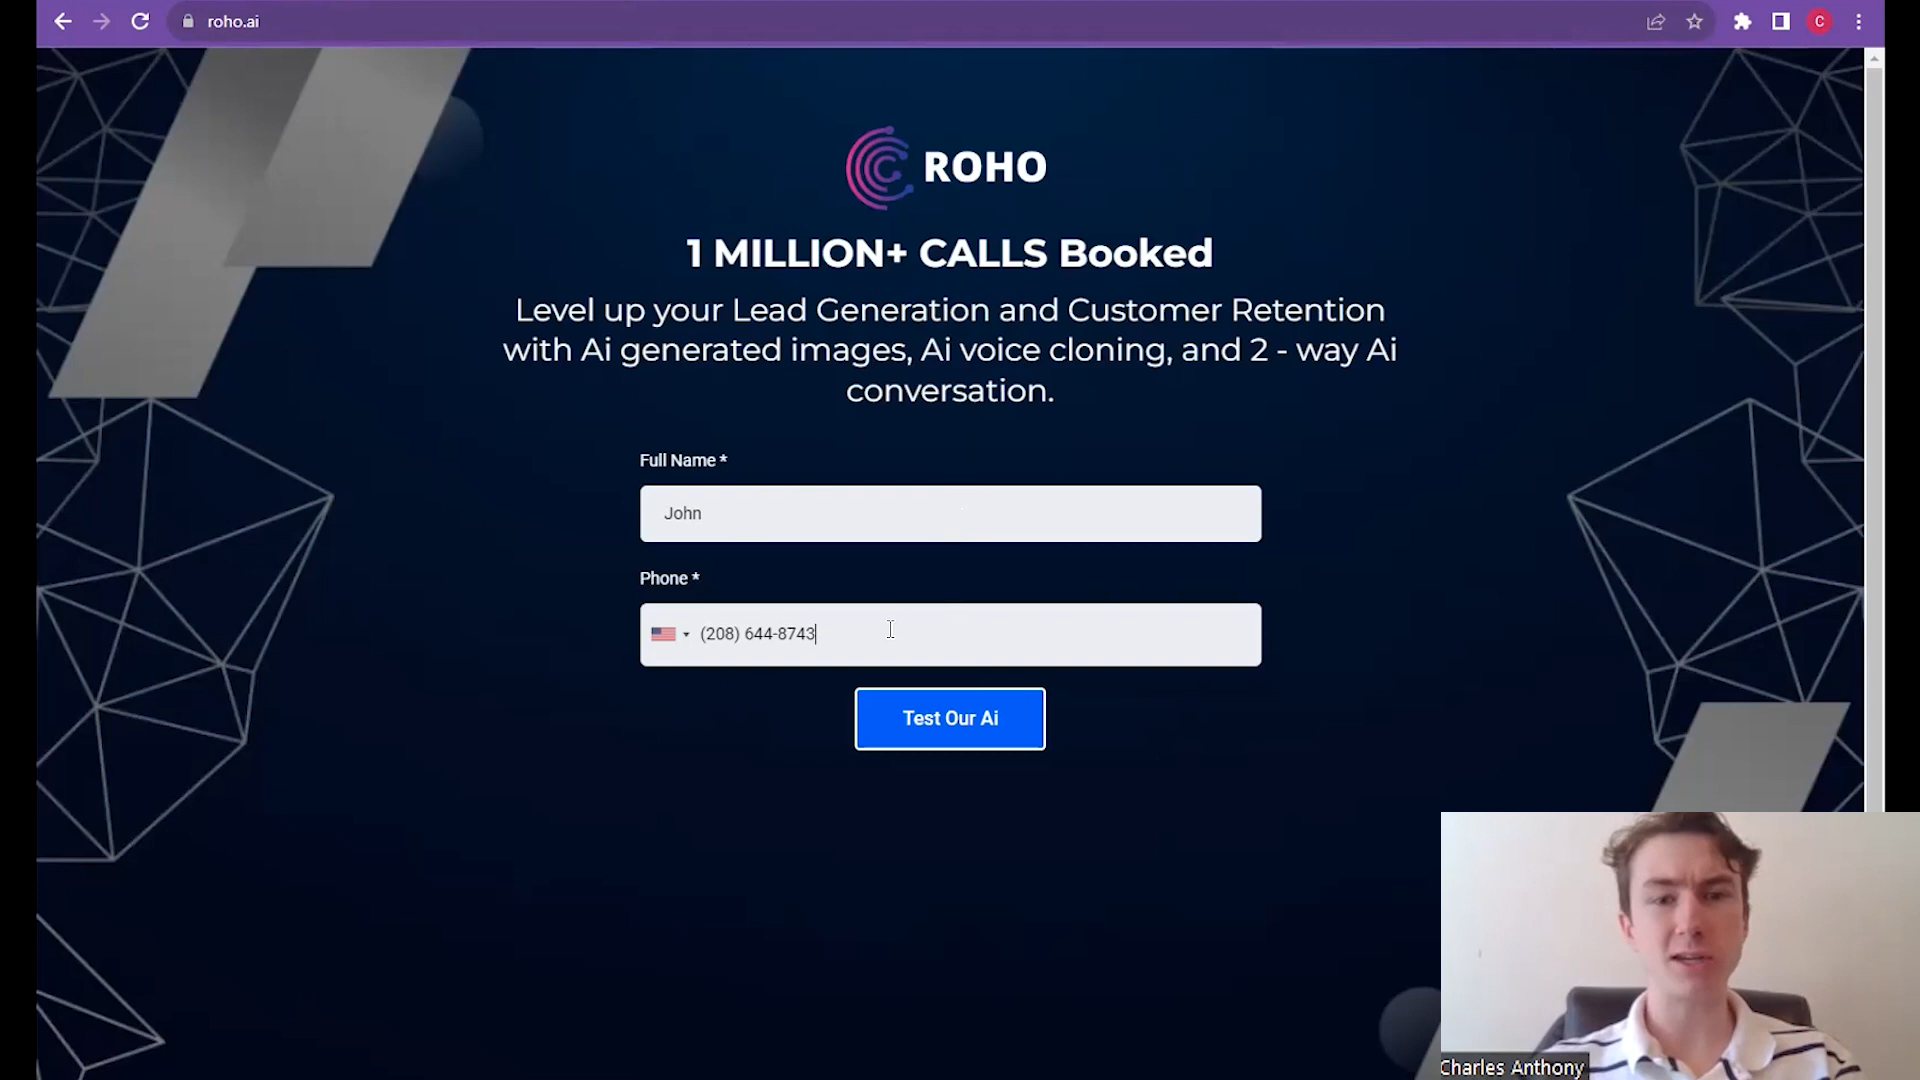 roho.ai
C
ROHO
1 MILLION+ CALLS Booked
Level up your Lead Generation and Customer Retention
with Ai generated images, Ai voice cloning, and 2 - way Ai
conversation.
Full Name *
John
Phone *
(208) 644-8743
Test Our Ai
Charles Anthony